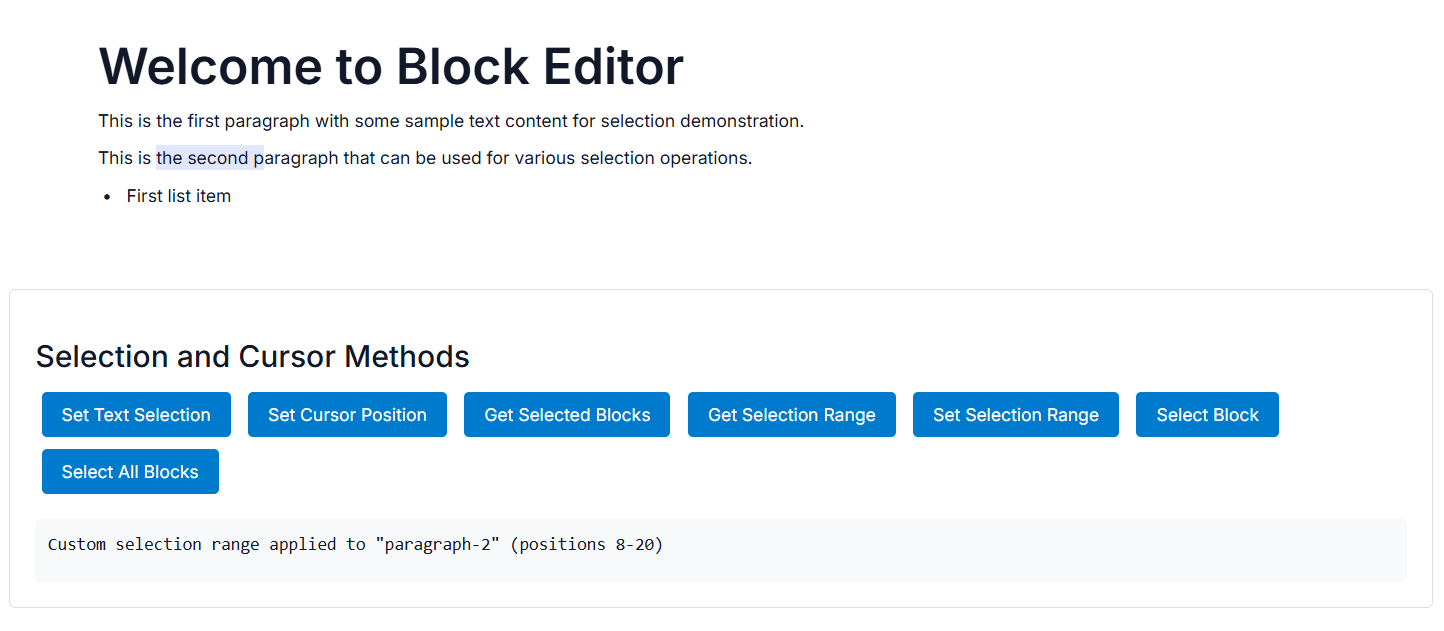 Welcome to Block Editor
This is the first paragraph with some sample text content for selection demonstration.
This is the second paragraph that can be used for various selection operations.
• First list item
Selection and Cursor Methods
Set Text Selection
Set Cursor Position
Get Selected Blocks
Get Selection Range
Set Selection Range
Select Block
Select All Blocks
Custom selection range applied to "paragraph-2" (positions 8-20)